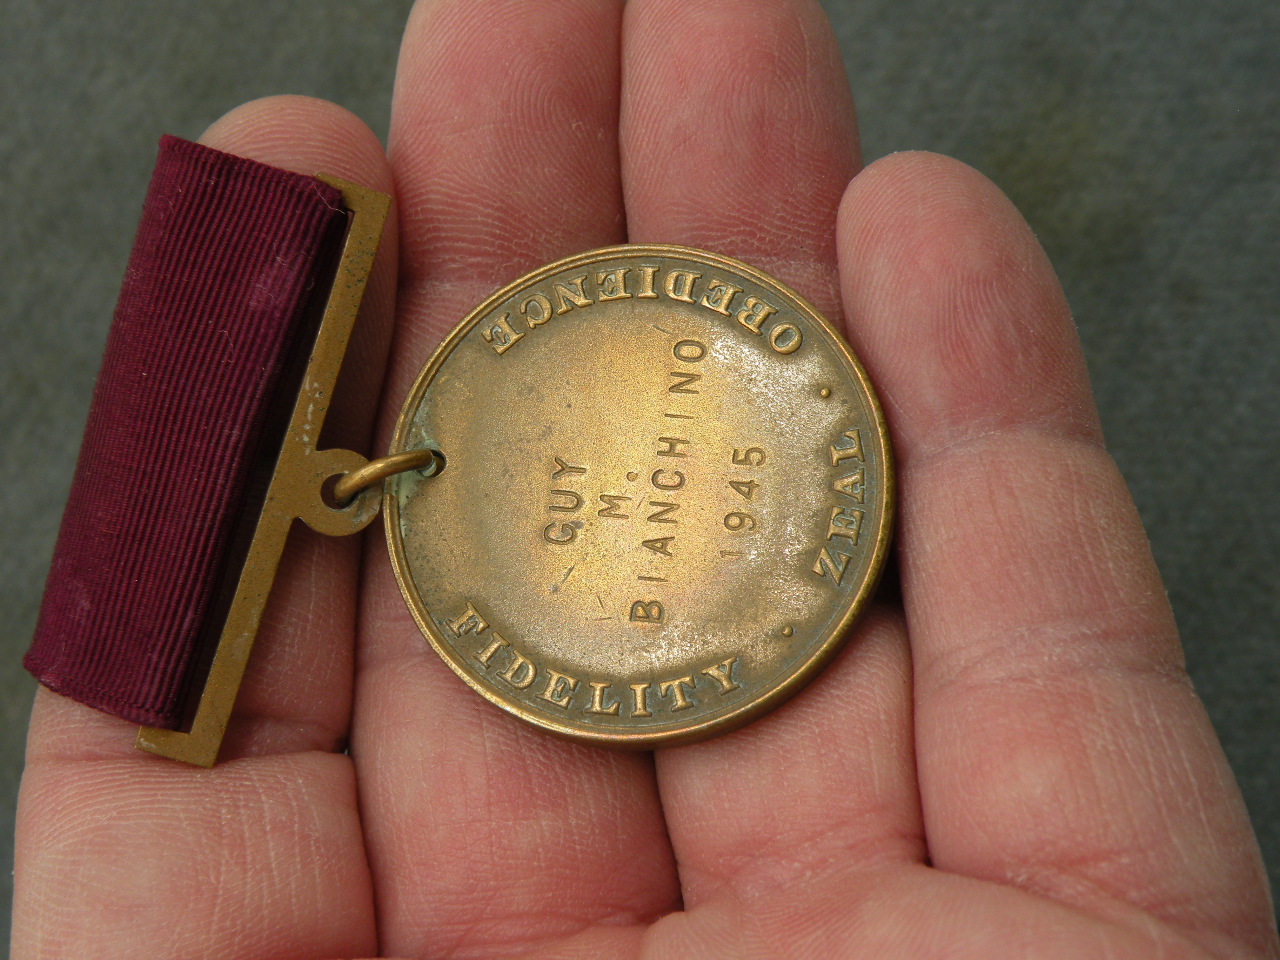 FIDELITY · ZEAL · OBEDIENCE
GUY
M.
BIANCHINO
1945